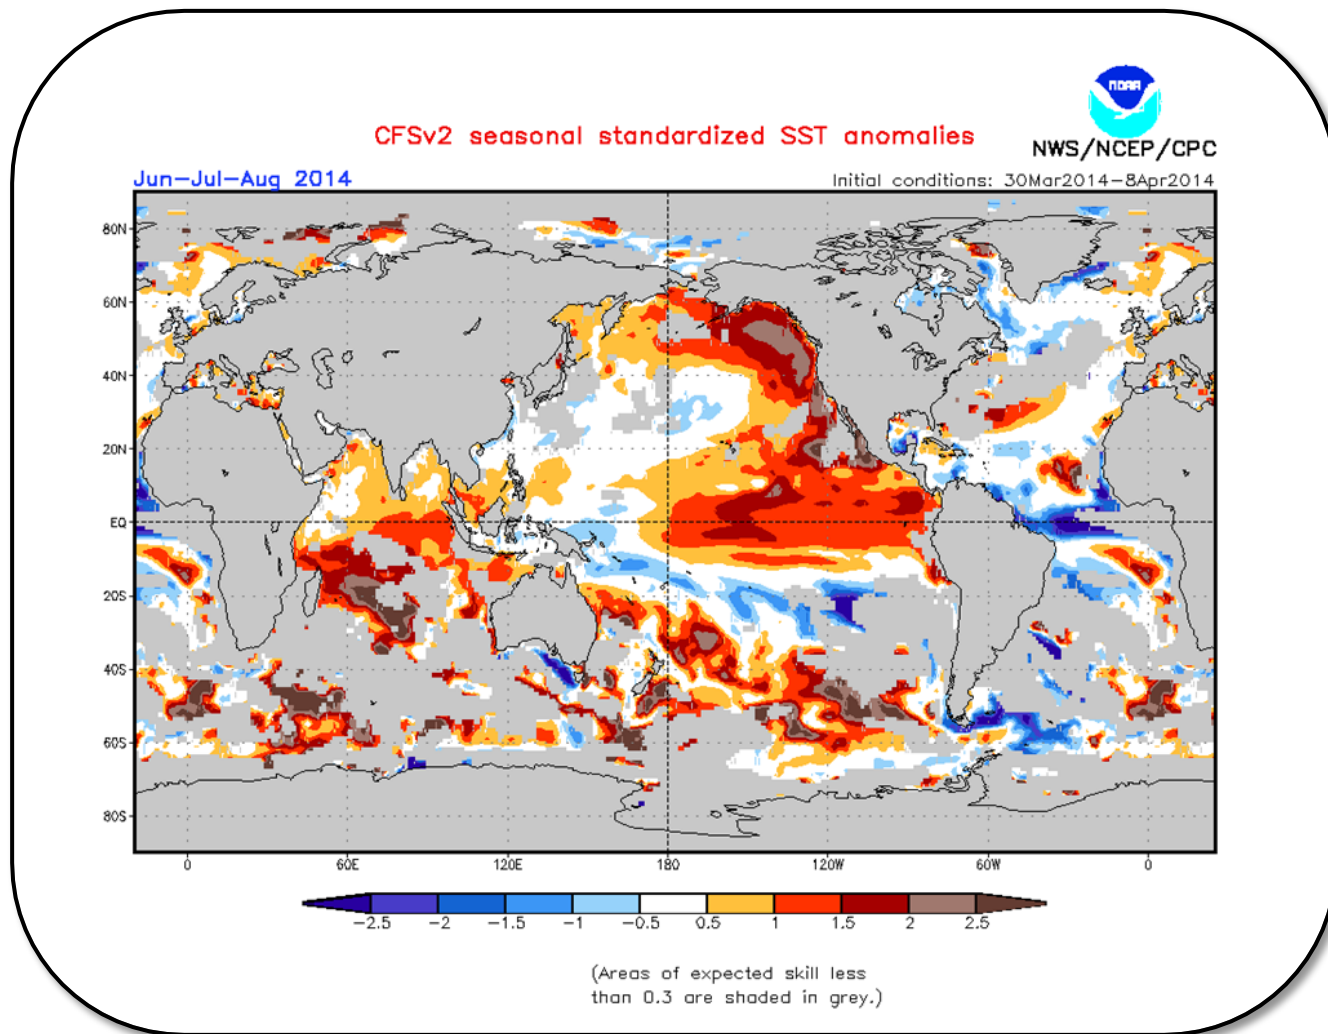 NOAA
CFSv2 seasonal standardized SST anomalies
NWS/NCEP/CPC
Jun-Jul-Aug 2014
Initial conditions: 30Mar2014-8Apr2014
80N
60N
40N
20N
EQ
20S
40S
60S
80S
0 60E 120E 180 120W 60W 0
-2.5 -2 -1.5 -1 -0.5 0.5 1 1.5 2 2.5
(Areas of expected skill less
than 0.3 are shaded in grey.)